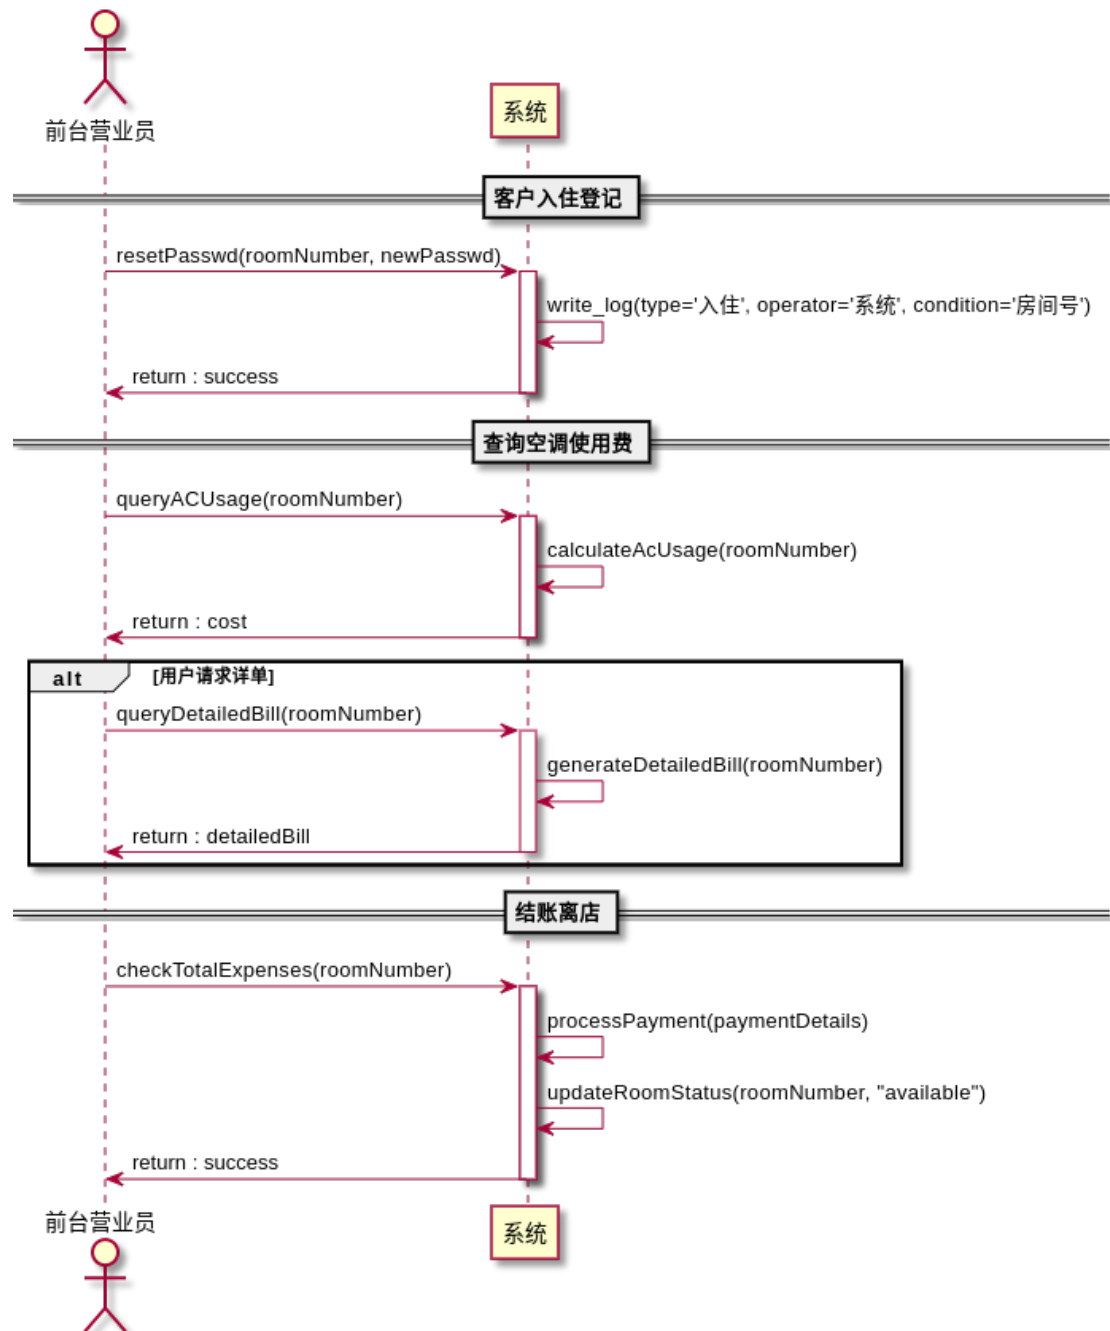 前台营业员
系统
客户入住登记
resetPasswd(roomNumber, newPasswd)
write_log(type='入住', operator='系统', condition='房间号')
return : success
查询空调使用费
queryACUsage(roomNumber)
calculateAcUsage(roomNumber)
return : cost
alt [用户请求详单]
queryDetailedBill(roomNumber)
generateDetailedBill(roomNumber)
return : detailedBill
结账离店
checkTotalExpenses(roomNumber)
processPayment(paymentDetails)
updateRoomStatus(roomNumber, "available")
return : success
前台营业员
系统